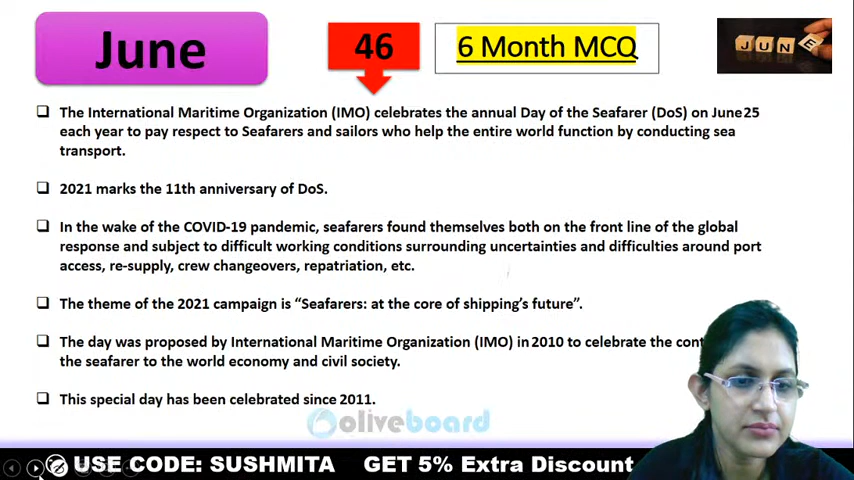 June
46
6 Month MCQ
JUNE
The International Maritime Organization (IMO) celebrates the annual Day of the Seafarer (DoS) on June25
each year to pay respect to Seafarers and sailors who help the entire world function by conducting sea
transport.
2021 marks the 11th anniversary of DoS.
In the wake of the COVID-19 pandemic, seafarers found themselves both on the front line of the global
response and subject to difficult working conditions surrounding uncertainties and difficulties around port
access, re-supply, crew changeovers, repatriation, etc.
The theme of the 2021 campaign is “Seafarers: at the core of shipping’s future”.
The day was proposed by International Maritime Organization (IMO) in 2010 to celebrate the
the seafarer to the world economy and civil society.
This special day has been celebrated since 2011.
oliveboard
USE CODE: SUSHMITA GET 5% Extra Discount